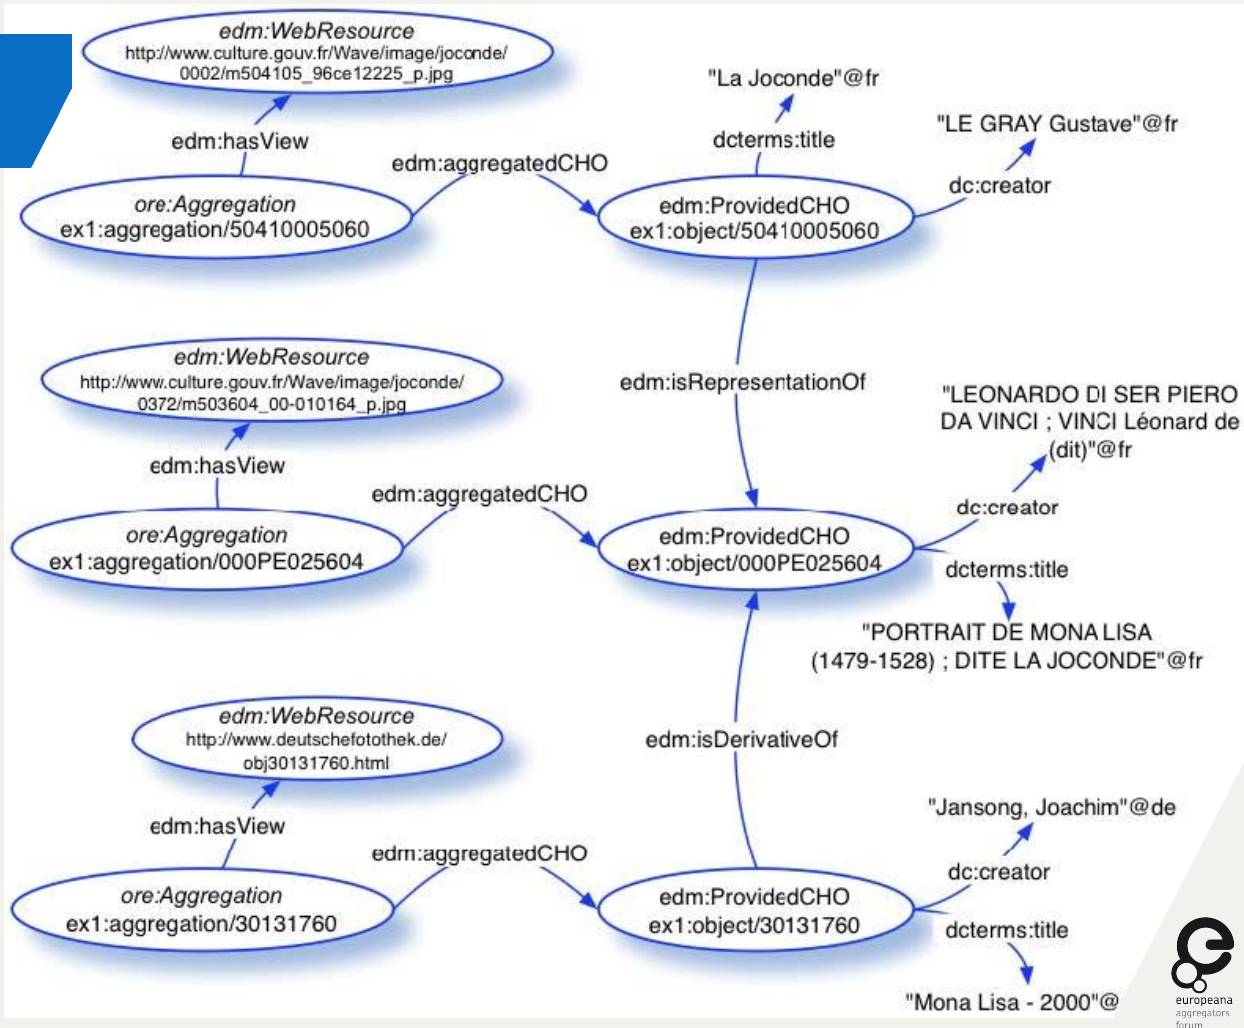 edm:WebResource
http://www.culture.gouv.fr/Wave/image/joconde/
0002/m504105_96ce12225_p.jpg
"La Joconde"@fr
"LE GRAY Gustave"@fr
edm:hasView
dcterms:title
edm:aggregatedCHO
dc:creator
ore:Aggregation
ex1:aggregation/50410005060
edm:ProvidedCHO
ex1:object/50410005060
edm:WebResource
http://www.culture.gouv.fr/Wave/image/joconde/
0372/m503604_00-010164_p.jpg
edm:isRepresentationOf
"LEONARDO DI SER PIERO
DA VINCI ; VINCI Léonard de
(dit)"@fr
edm:hasView
edm:aggregatedCHO
dc:creator
ore:Aggregation
ex1:aggregation/000PE025604
edm:ProvidedCHO
ex1:object/000PE025604
dcterms:title
"PORTRAIT DE MONA LISA
(1479-1528) ; DITE LA JOCONDE"@fr
edm:WebResource
http://www.deutschefotothek.de/
obj30131760.html
edm:isDerivativeOf
edm:hasView
edm:aggregatedCHO
"Jansong, Joachim"@de
dc:creator
ore:Aggregation
ex1:aggregation/30131760
edm:ProvidedCHO
ex1:object/30131760
dcterms:title
"Mona Lisa - 2000"@
europeana
aggregators
forum